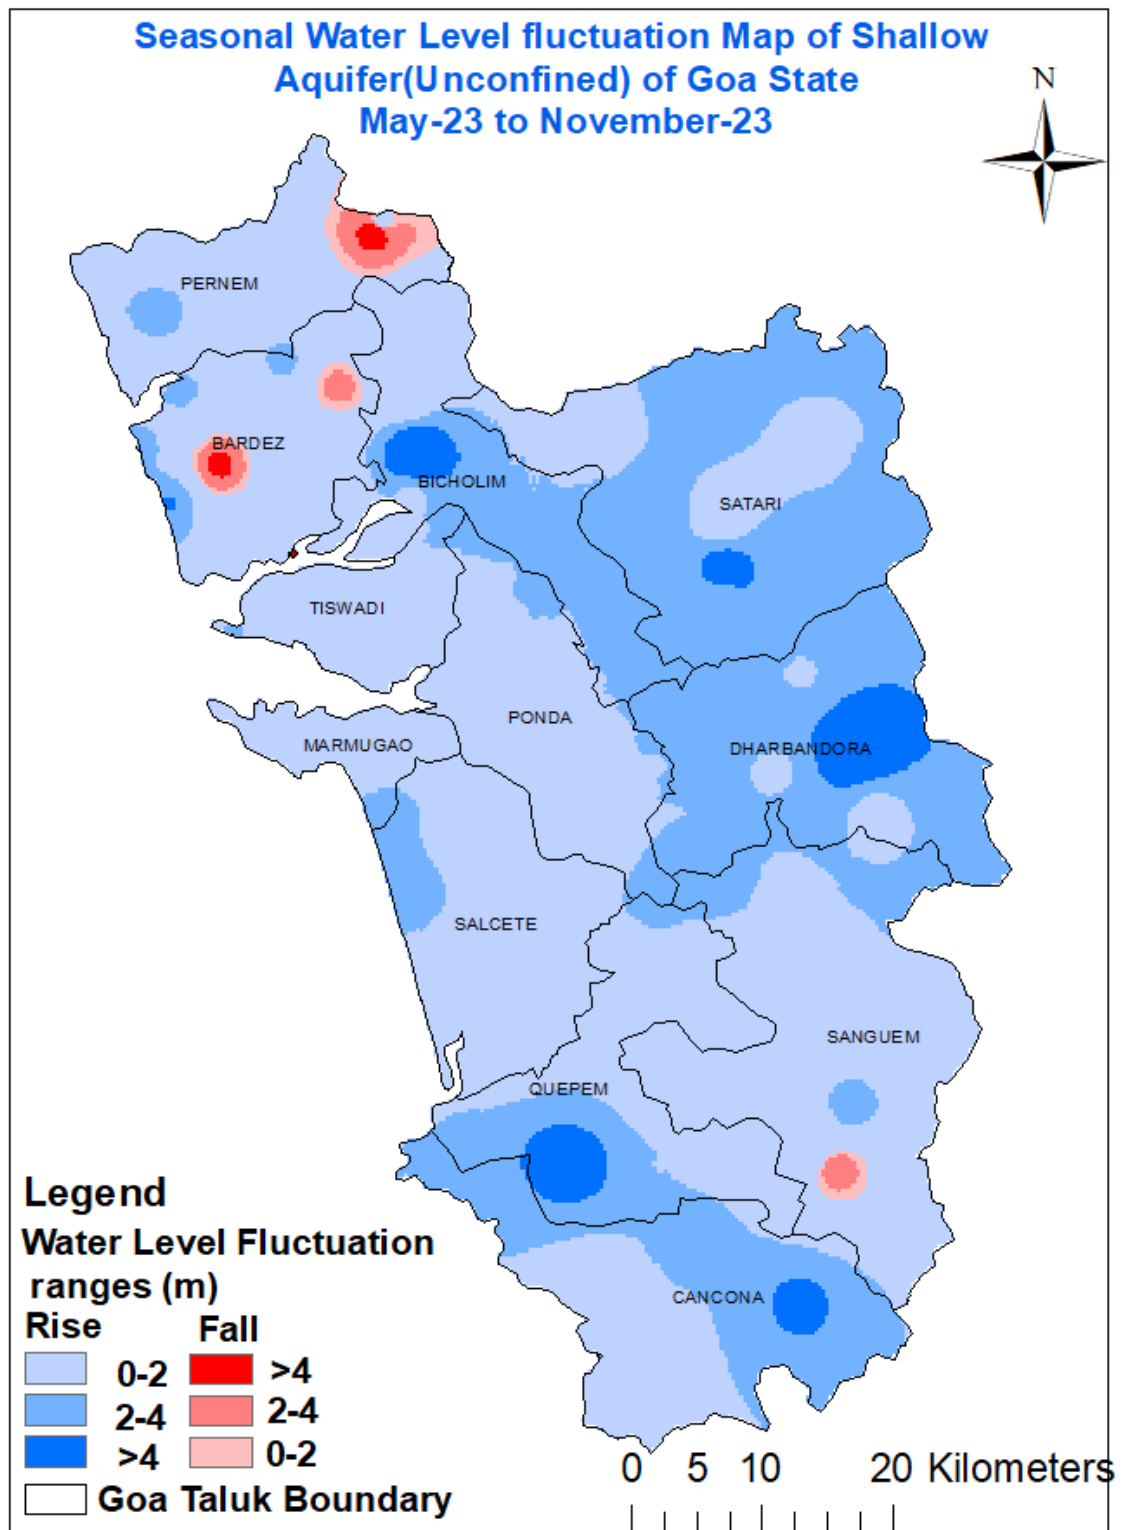 Seasonal Water Level fluctuation Map of Shallow
Aquifer(Unconfined) of Goa State
May-23 to November-23
N
PERNEM
BARDEZ
BICHOLIM
SATARI
TISWADI
PONDA
MARMUGAO
DHARBANDORA
SALCETE
SANGUEM
QUEPEM
CANCONA
Legend
Water Level Fluctuation
ranges (m)
Rise Fall
0-2 >4
2-4 2-4
>4 0-2
Goa Taluk Boundary
0 5 10 20 Kilometers